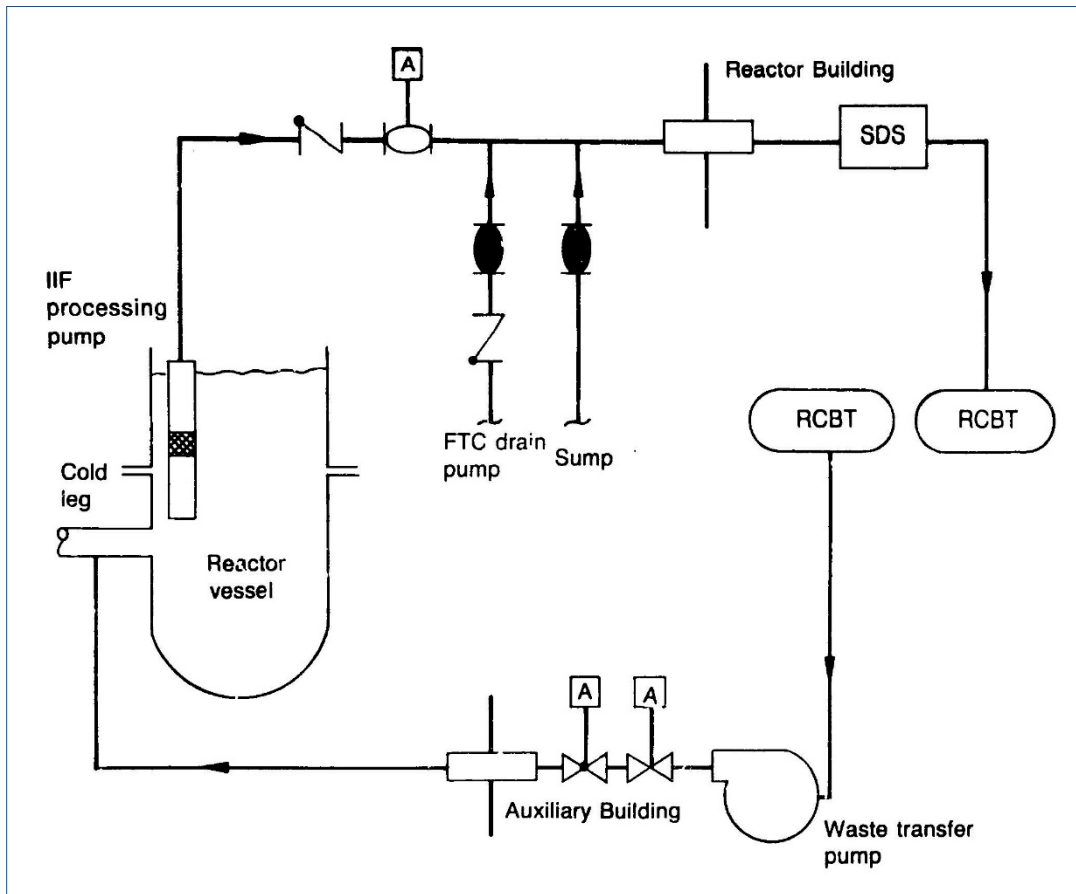 A
Reactor Building
SDS
IIF
processing
pump
FTC drain
pump
Sump
RCBT
RCBT
Cold
leg
Reactor
vessel
A
A
Auxiliary Building
Waste transfer
pump